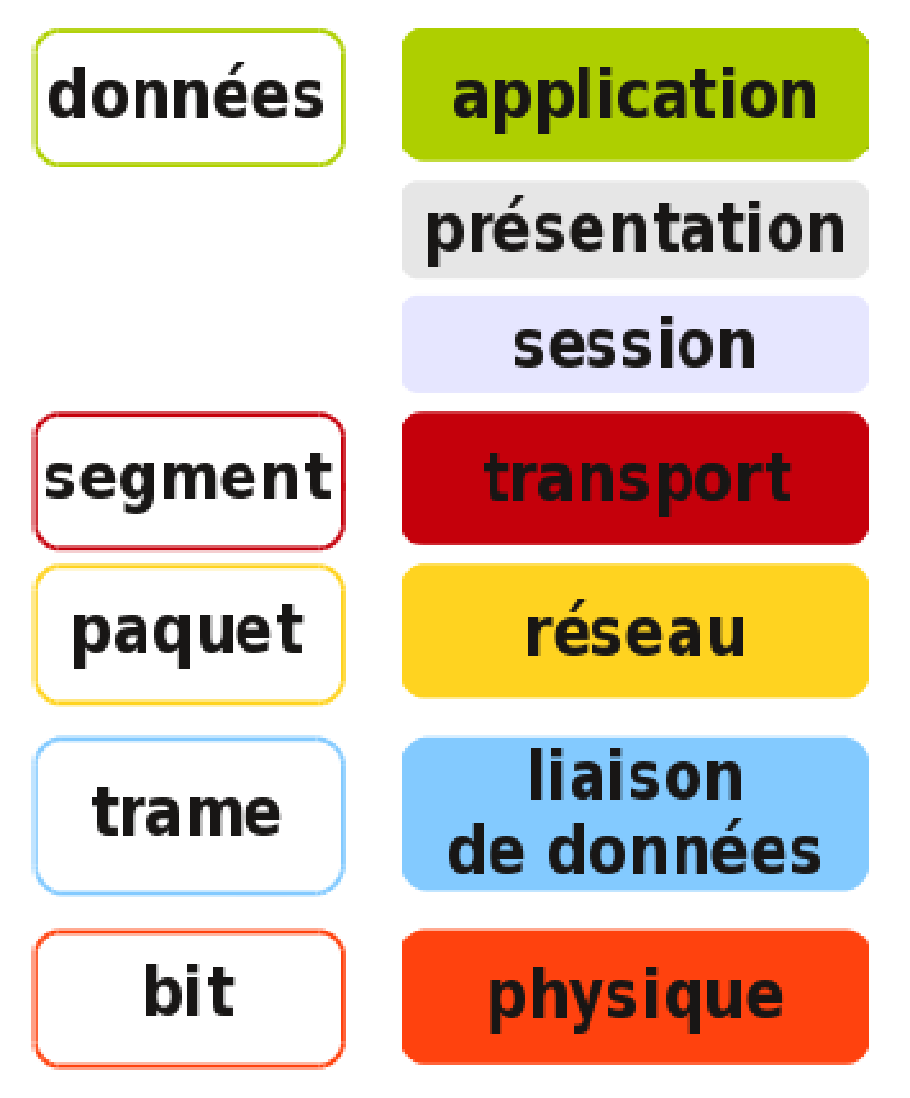 données
application
présentation
session
segment
transport
paquet
réseau
trame
liaison
de données
bit
physique